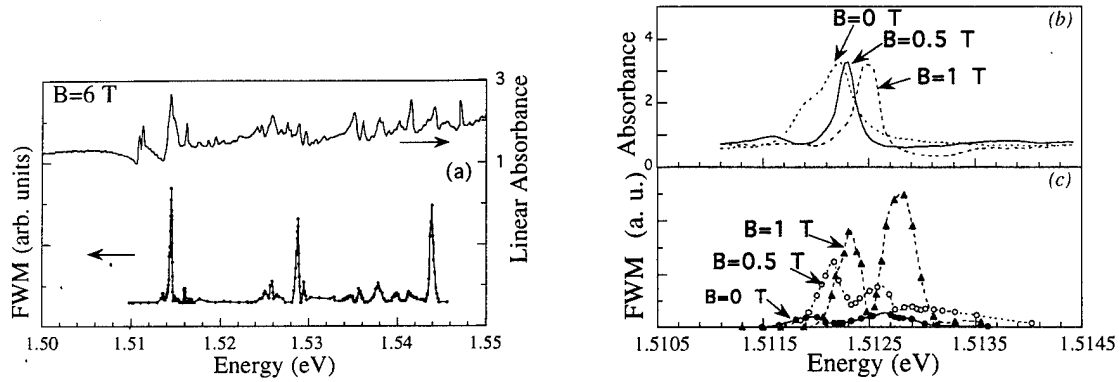 B=6 T
3
2
1
Linear Absorbance
(a)
FWM (arb. units)
1.50
1.51
1.52
1.53
1.54
1.55
Energy (eV)
(b)
B=0 T
B=0.5 T
B=1 T
4
2
0
Absorbance
(c)
B=1 T
B=0.5 T
B=0 T
FWM (a. u.)
1.5105
1.5115
1.5125
1.5135
1.5145
Energy (eV)